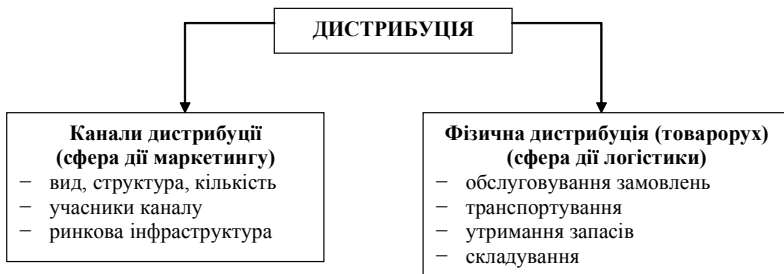 ДИСТРИБУЦІЯ
Канали дистрибуції
(сфера дії маркетингу)
− вид, структура, кількість
− учасники каналу
− ринкова інфраструктура
Фізична дистрибуція (товарорух)
(сфера дії логістики)
− обслуговування замовлень
− транспортування
− утримання запасів
− складування